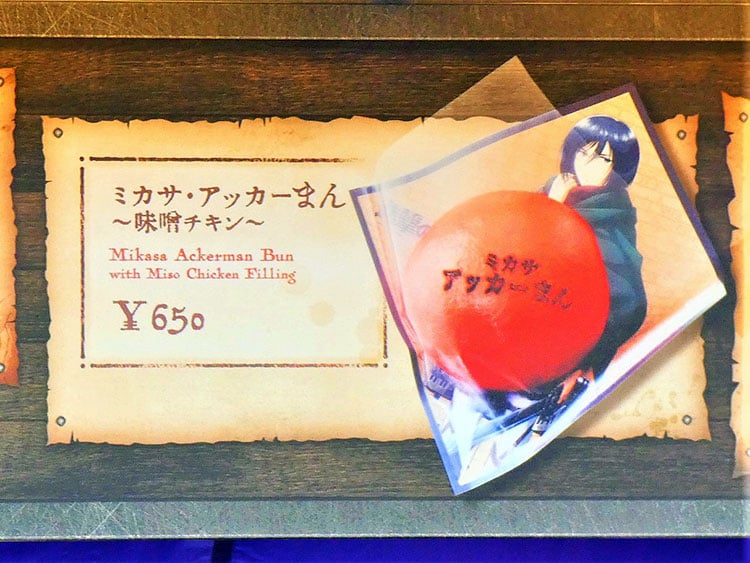 ミカサ・アッカーまん
～味噌チキン～
Mikasa Ackerman Bun
with Miso Chicken Filling
¥650
ミカサ
アッカーまん